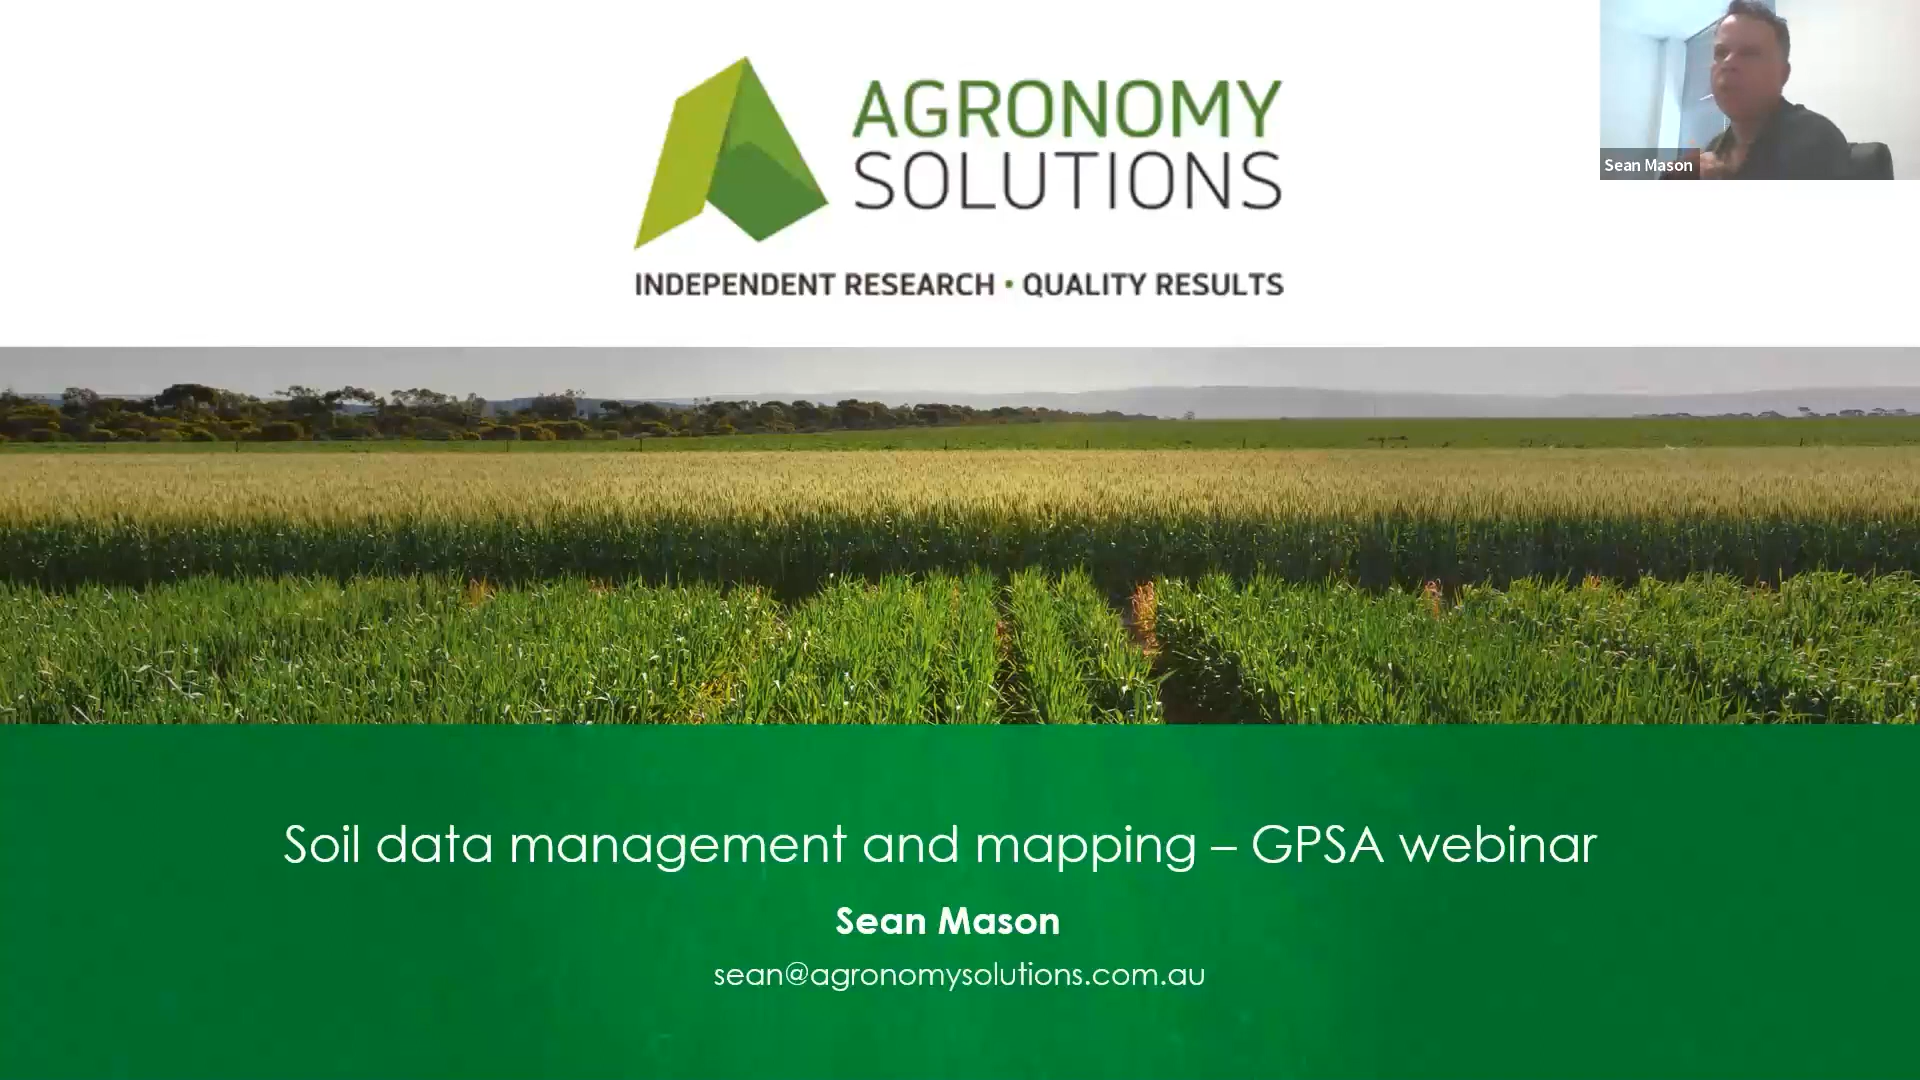 AGRONOMY
SOLUTIONS
INDEPENDENT RESEARCH • QUALITY RESULTS
Sean Mason
Soil data management and mapping – GPSA webinar
Sean Mason
sean@agronomysolutions.com.au